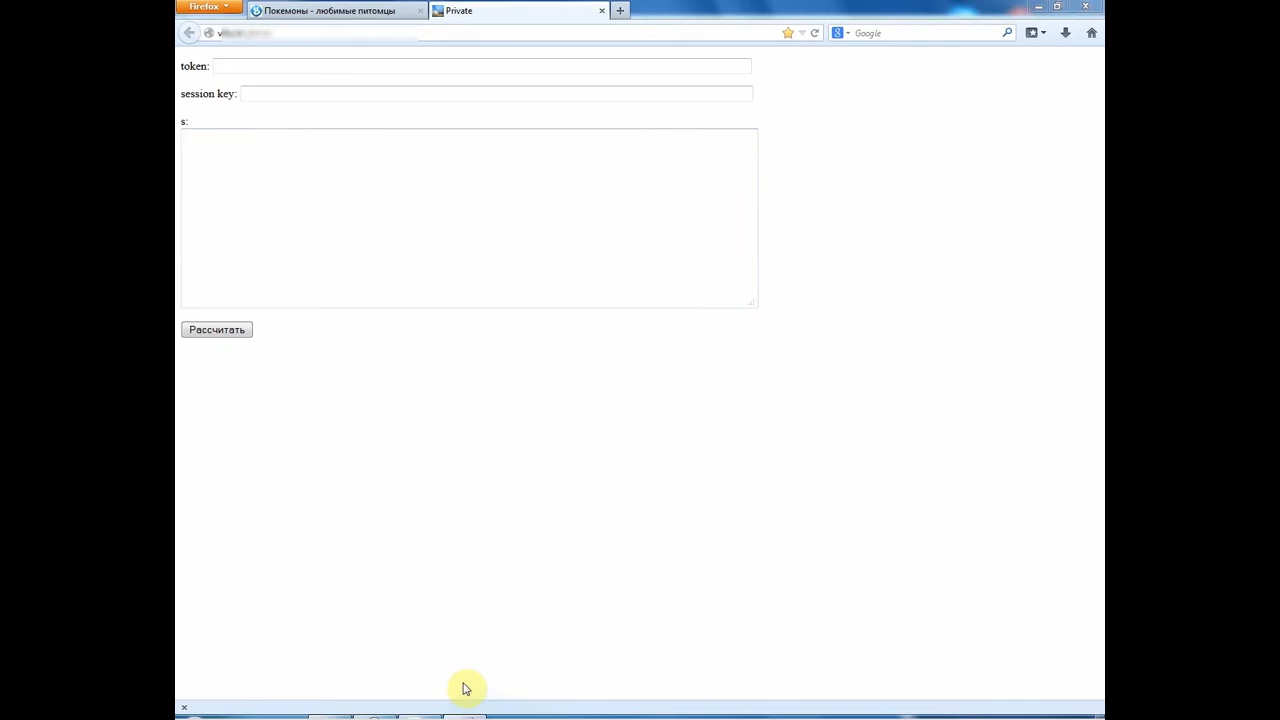 Firefox
Покемоны - любимые питомцы
Private
Google
token:
session key:
s:
Рассчитать